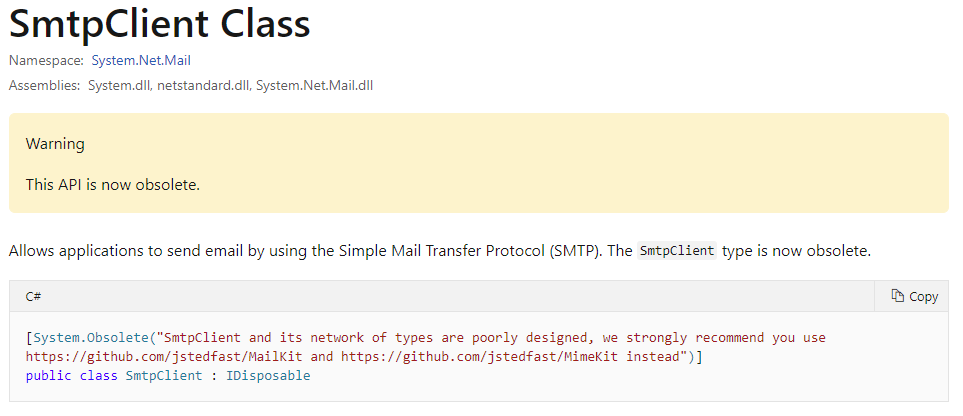 SmtpClient Class
Namespace: System.Net.Mail
Assemblies: System.dll, netstandard.dll, System.Net.Mail.dll
Warning
This API is now obsolete.
Allows applications to send email by using the Simple Mail Transfer Protocol (SMTP). The SmtpClient type is now obsolete.
C# Copy
[System.Obsolete("SmtpClient and its network of types are poorly designed, we strongly recommend you use
https://github.com/jstedfast/MailKit and https://github.com/jstedfast/MimeKit instead")]
public class SmtpClient : IDisposable